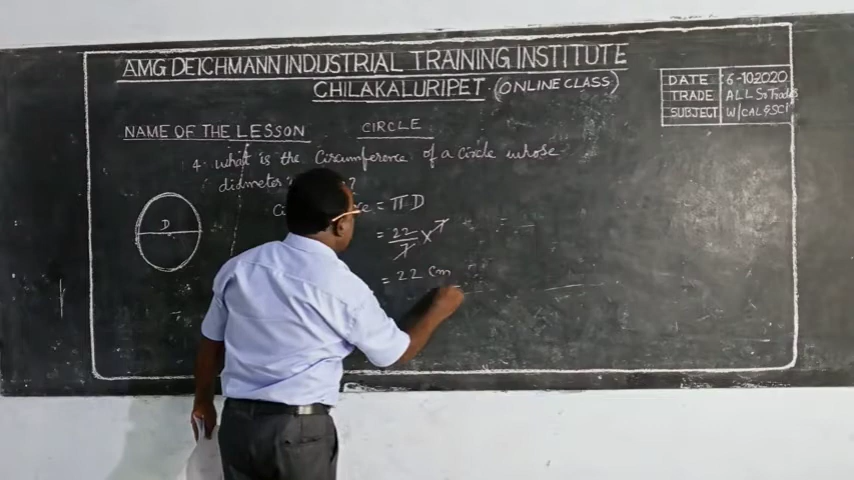 AMG DEICHMANN INDUSTRIAL TRAINING INSTITUTE
CHILAKALURIPET (ONLINE CLASS)
DATE : 6-10 2020
TRADE ALL Sr Trades
SUBJECT W/CAL & SCI
NAME OF THE LESSON CIRCLE
4. what is the Circumference of a circle whose
diameter ?
= π D
D
= 22/7 × 7
= 22 cm